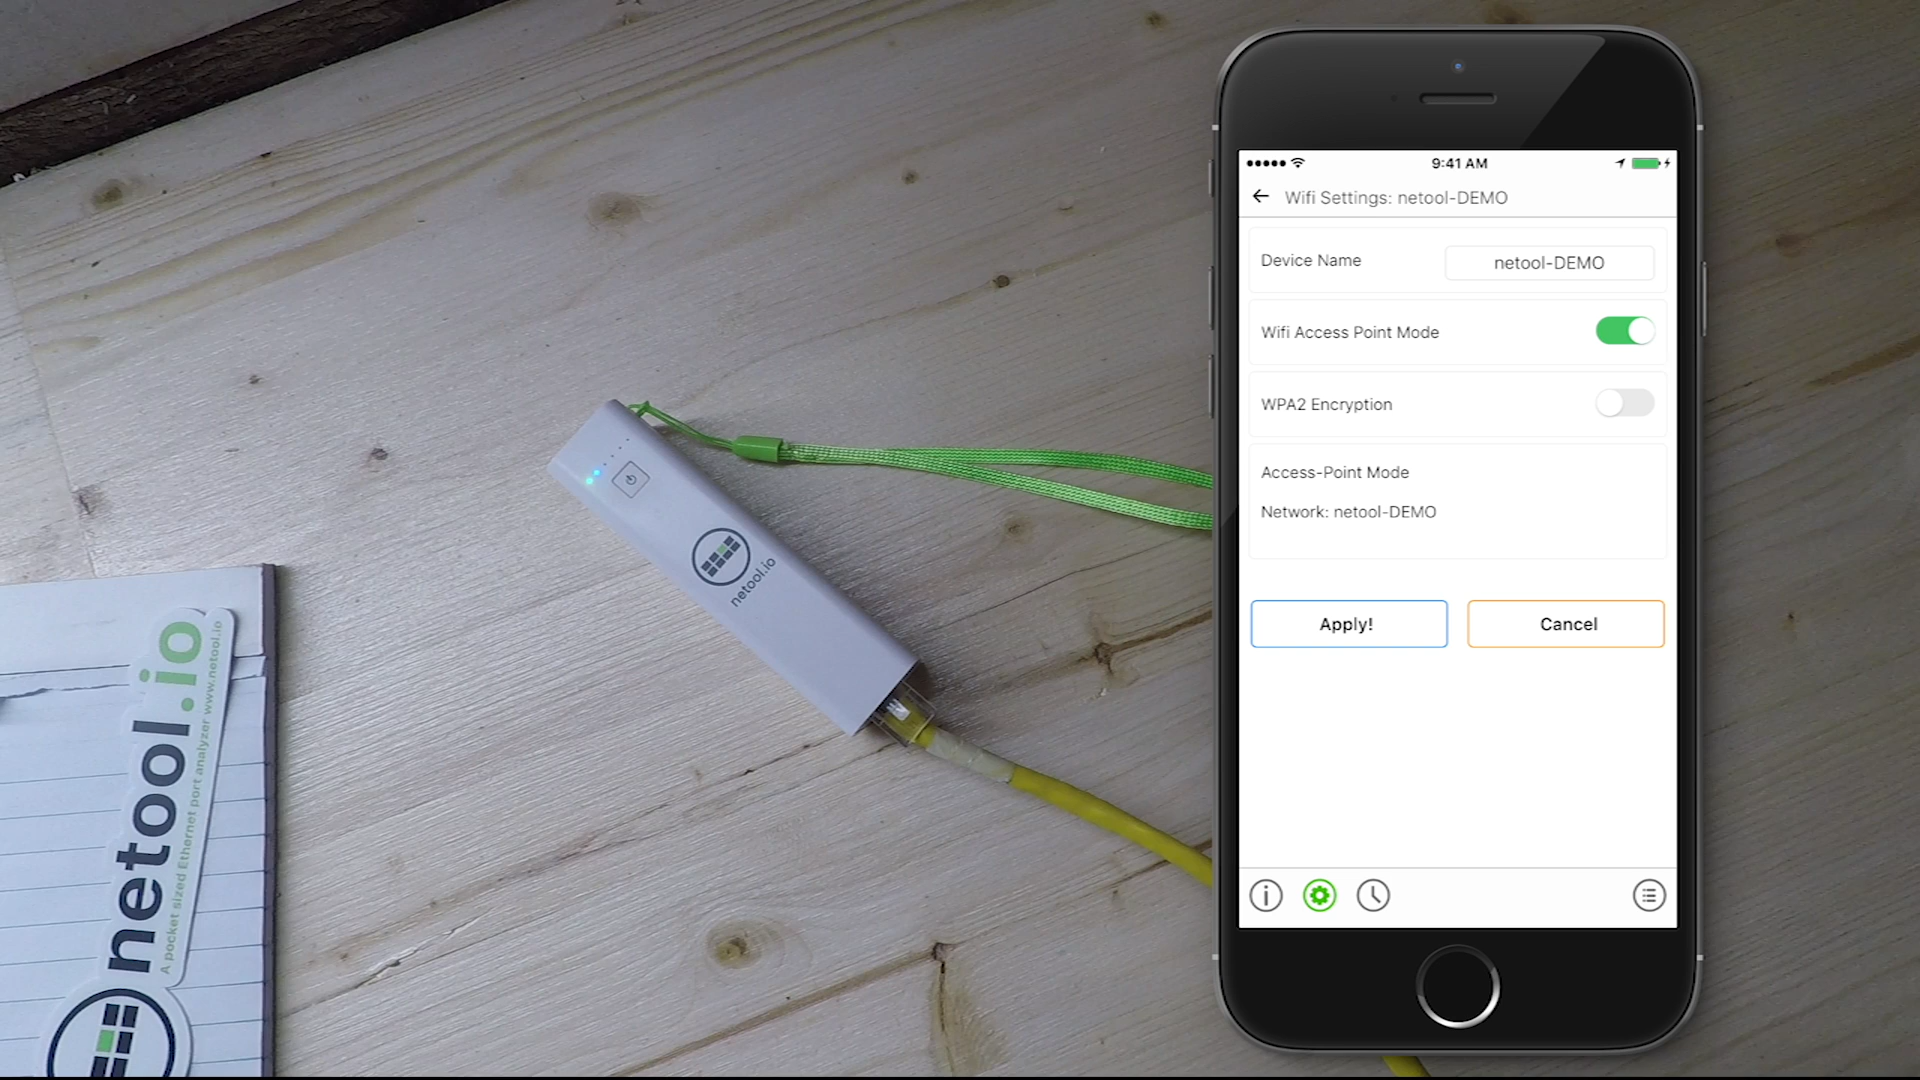 9:41 AM
Wifi Settings: netool-DEMO
Device Name
netool-DEMO
Wifi Access Point Mode
WPA2 Encryption
Access-Point Mode
Network: netool-DEMO
Apply!
Cancel
netool.io
netool.io
A pocket sized Ethernet port analyzer www.netool.io